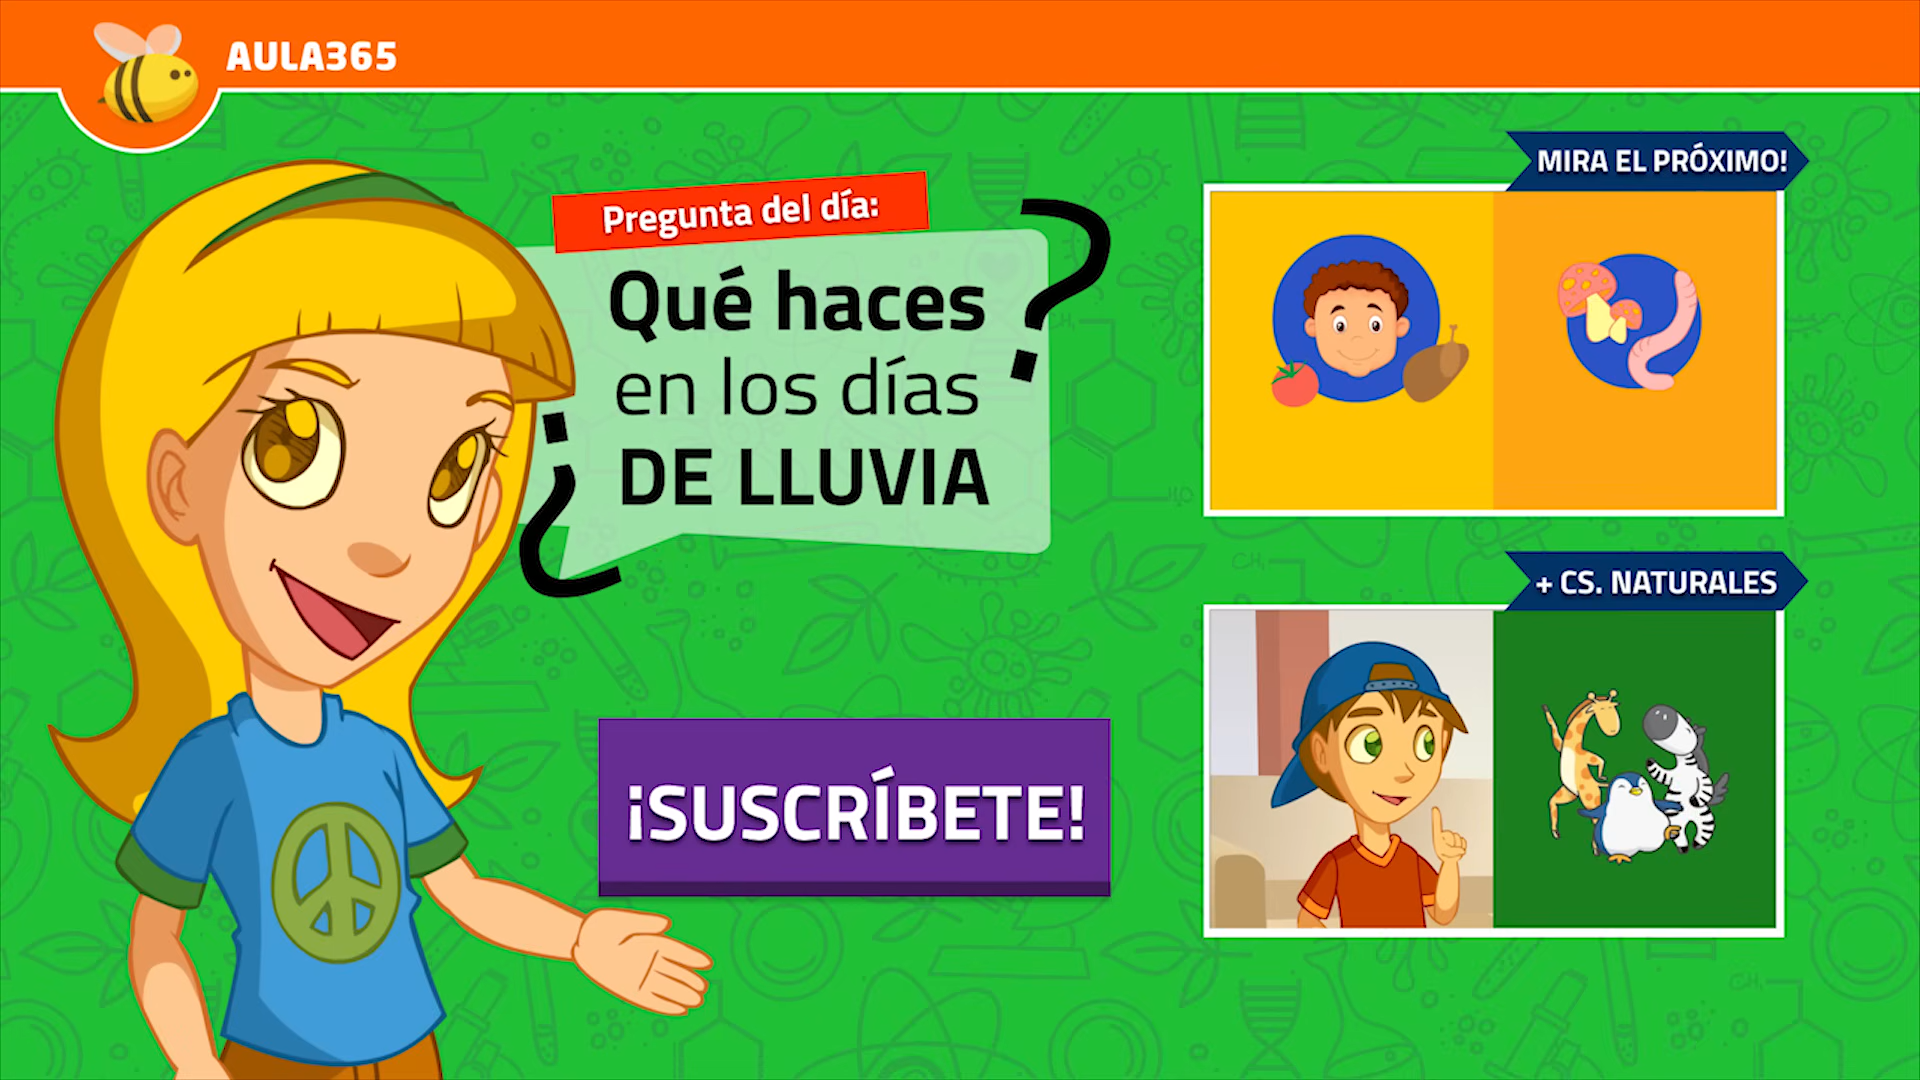 AULA365
Pregunta del día:
¿Qué haces
en los días
DE LLUVIA?
¡SUSCRÍBETE!
MIRA EL PRÓXIMO!
+ CS. NATURALES